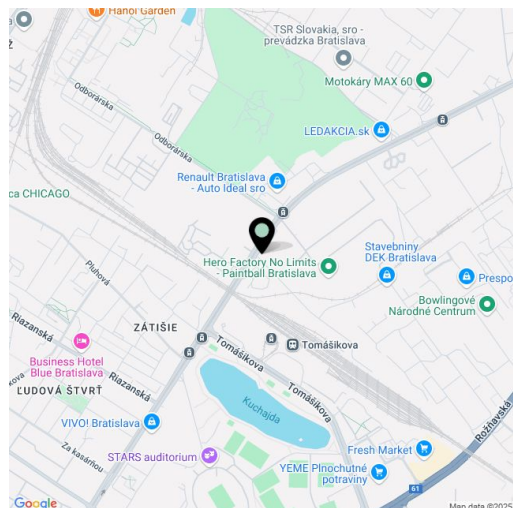 Hanoi Garden
TSR Slovakia, sro -
prevádzka Bratislava
Motokáry MAX 60
Odborárska
LEDAKCIA.sk
Odborárska
Renault Bratislava
- Auto Ideal sro
ca CHICAGO
Stavebniny
DEK Bratislava
Hero Factory No Limits
- Paintball Bratislava
Prespo
Pluhová
Bowlingové
Národné Centrum
ZÁTIŠIE
Riazanská
Tomášikova
Tomášikova
Business Hotel
Blue Bratislava
Riazanská
Tomášikova
ĽUDOVÁ ŠTVRŤ
Kuchajda
VIVO! Bratislava
Rožňavská
Za kasárňou
STARS auditorium
Fresh Market
YEME Plnochutné
potraviny
61
Google
Map data ©2025